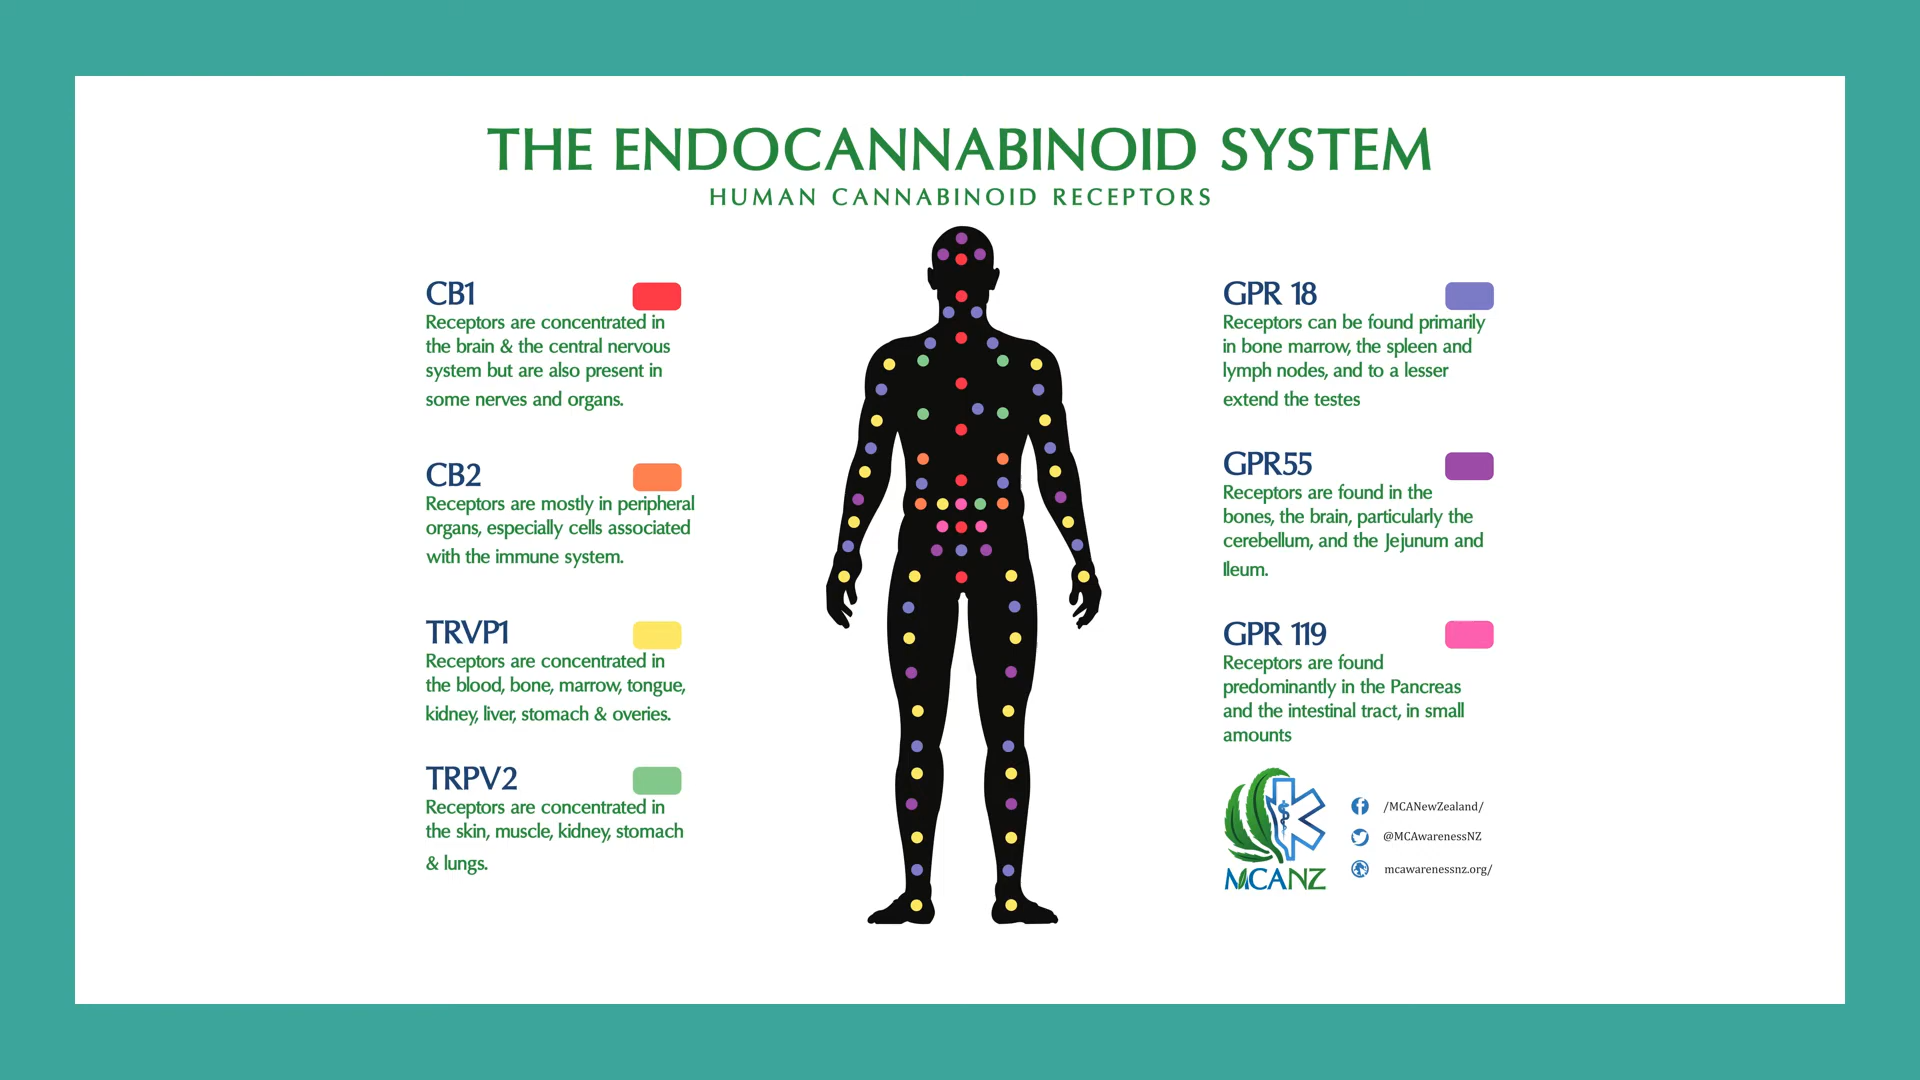 THE ENDOCANNABINOID SYSTEM
HUMAN CANNABINOID RECEPTORS
CB1
Receptors are concentrated in
the brain & the central nervous
system but are also present in
some nerves and organs.
CB2
Receptors are mostly in peripheral
organs, especially cells associated
with the immune system.
TRVP1
Receptors are concentrated in
the blood, bone, marrow, tongue,
kidney, liver, stomach & overies.
TRPV2
Receptors are concentrated in
the skin, muscle, kidney, stomach
& lungs.
GPR 18
Receptors can be found primarily
in bone marrow, the spleen and
lymph nodes, and to a lesser
extend the testes
GPR55
Receptors are found in the
bones, the brain, particularly the
cerebellum, and the Jejunum and
Ileum.
GPR 119
Receptors are found
predominantly in the Pancreas
and the intestinal tract, in small
amounts
MCANZ
/MCANewZealand/
@MCAwarenessNZ
mcawarenessnz.org/